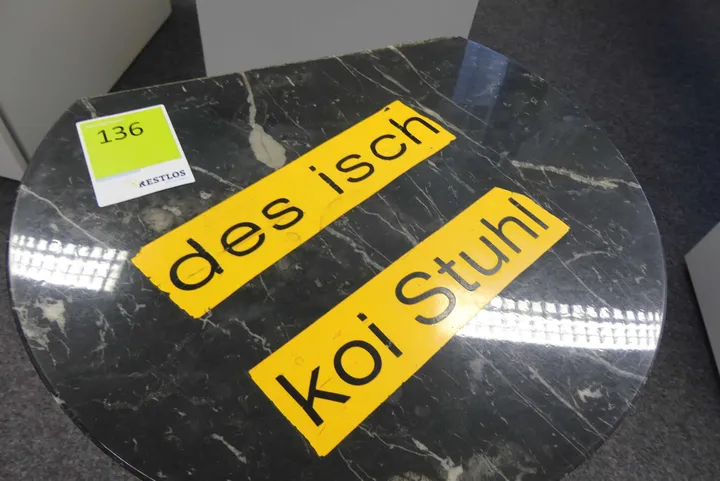 136
RESTLOS
des isch
koi Stuhl